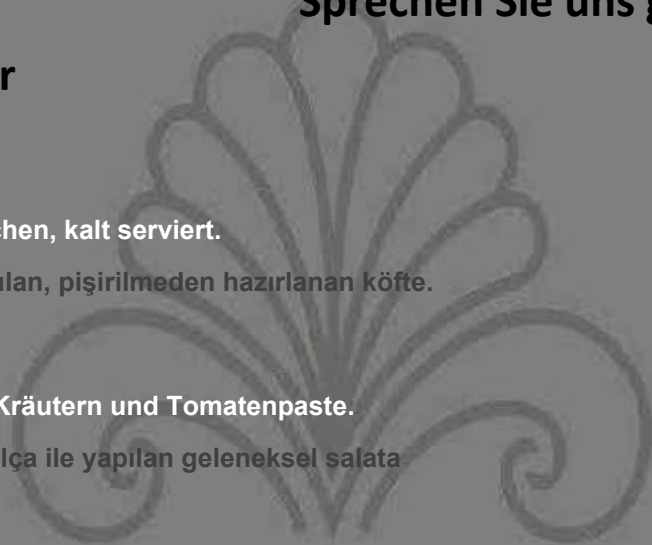 Sprechen Sie uns
r
chen, kalt serviert.
ılan, pişirilmeden hazırlanan köfte.
Kräutern und Tomatenpaste.
lça ile yapılan geleneksel salata